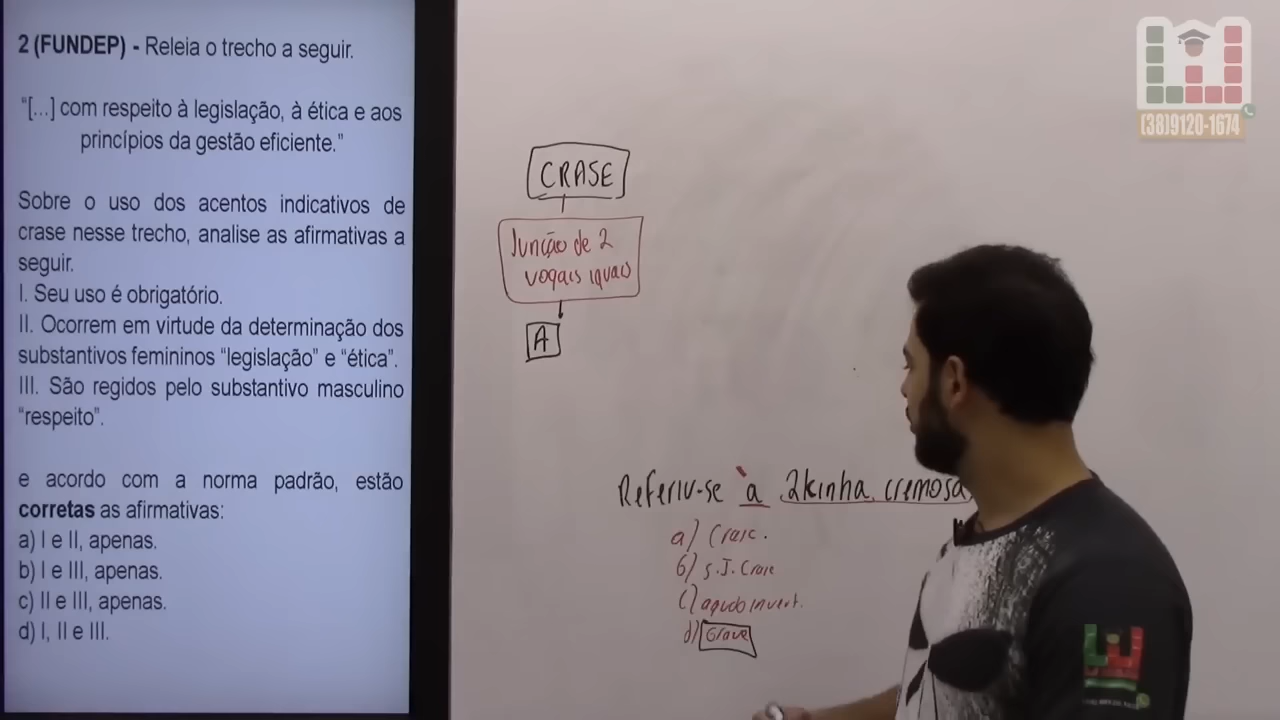 2 (FUNDEP) - Releia o trecho a seguir.
“[...] com respeito à legislação, à ética e aos
princípios da gestão eficiente.”
Sobre o uso dos acentos indicativos de
crase nesse trecho, analise as afirmativas a
seguir.
I. Seu uso é obrigatório.
II. Ocorrem em virtude da determinação dos
substantivos femininos “legislação” e “ética”.
III. São regidos pelo substantivo masculino
“respeito”.
e acordo com a norma padrão, estão
corretas as afirmativas:
a) I e II, apenas.
b) I e III, apenas.
c) II e III, apenas.
d) I, II e III.
CRASE
Junção de 2
vogais iguais
A
Referiu-se à 2kinha cremosa
a) Crase.
b) S.I. Crase
c) agudo invert.
d) Grave
(38)9120-1674